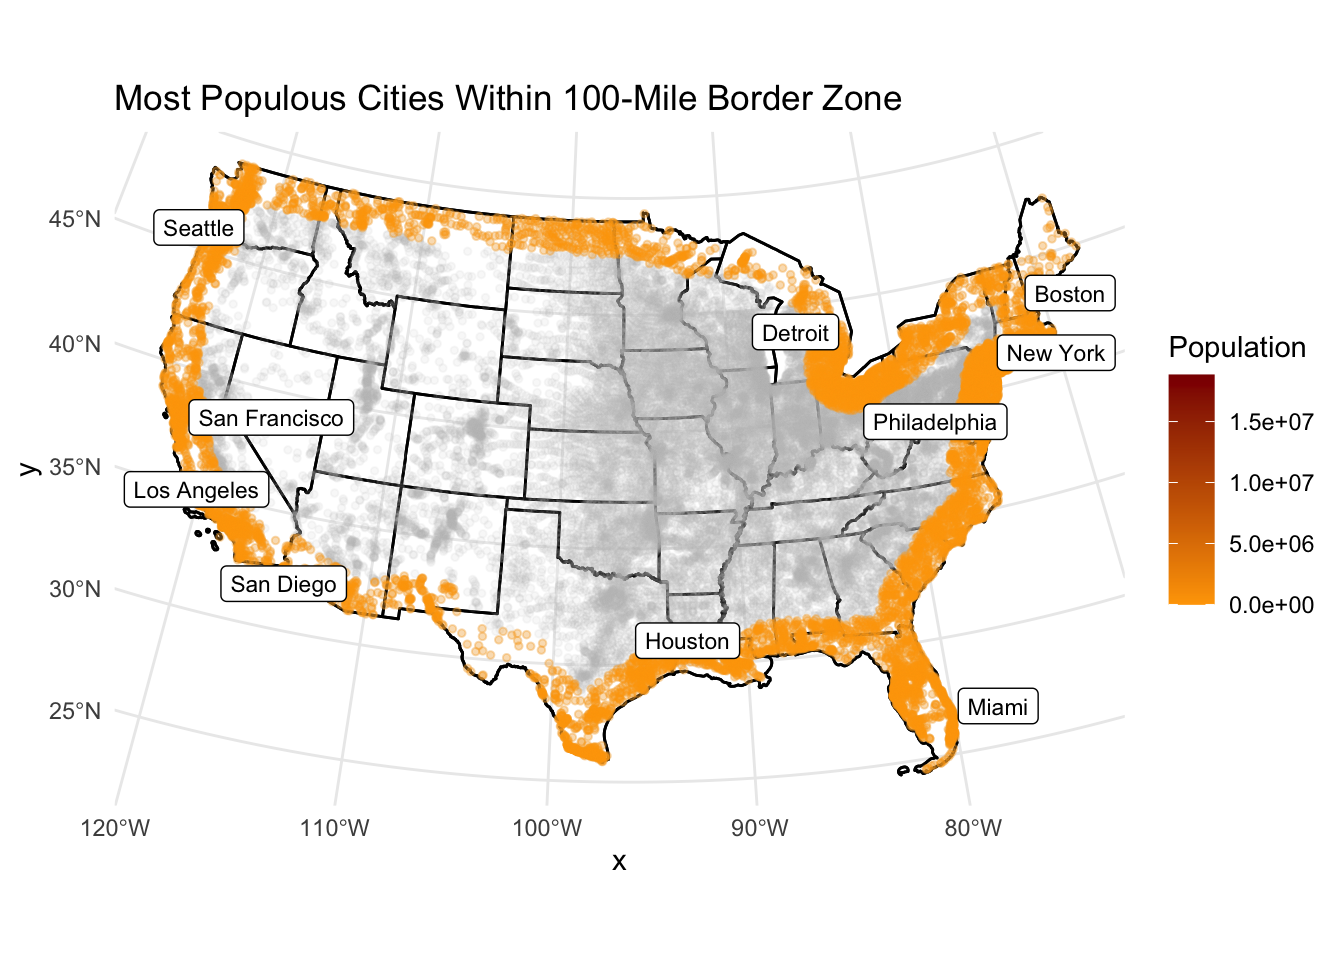 Most Populous Cities Within 100-Mile Border Zone
45°N
40°N
35°N
30°N
25°N
y
Seattle
Boston
Detroit
New York
San Francisco
Philadelphia
Los Angeles
San Diego
Houston
Miami
120°W
110°W
100°W
90°W
80°W
x
Population
1.5e+07
1.0e+07
5.0e+06
0.0e+00